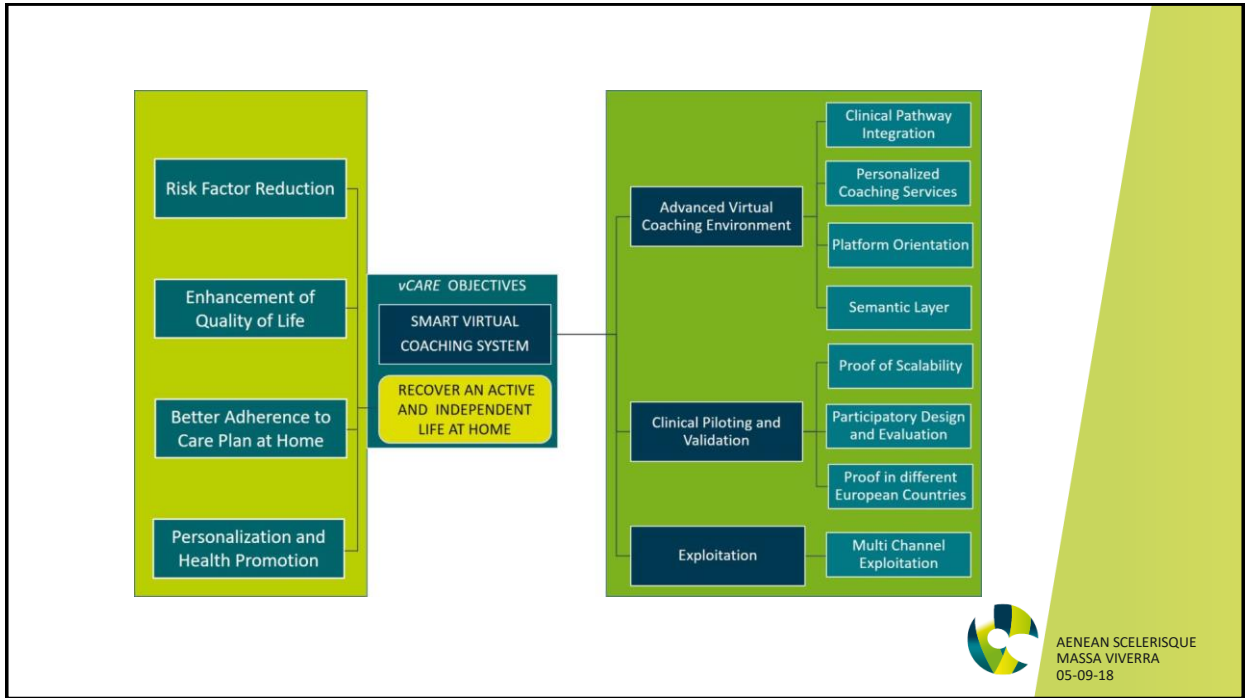 Risk Factor Reduction
Enhancement of
Quality of Life
Better Adherence to
Care Plan at Home
Personalization and
Health Promotion
vCARE OBJECTIVES
SMART VIRTUAL
COACHING SYSTEM
RECOVER AN ACTIVE
AND INDEPENDENT
LIFE AT HOME
Advanced Virtual
Coaching Environment
Clinical Pathway
Integration
Personalized
Coaching Services
Platform Orientation
Semantic Layer
Clinical Piloting and
Validation
Proof of Scalability
Participatory Design
and Evaluation
Proof in different
European Countries
Exploitation
Multi Channel
Exploitation
AENEAN SCELERISQUE
MASSA VIVERRA
05-09-18